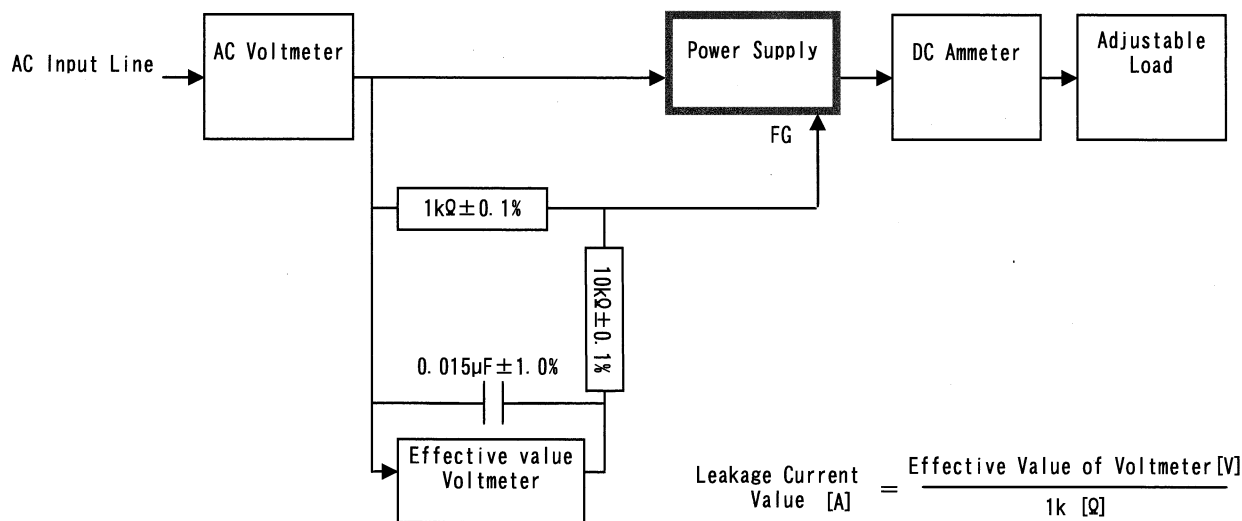 AC Input Line
AC Voltmeter
Power Supply
DC Ammeter
Adjustable
Load
FG
1kΩ±0.1%
10kΩ±0.1%
0.015μF±1.0%
Effective value
Voltmeter
Leakage Current
Value [A]
=
Effective Value of Voltmeter[V]
1k [Ω]